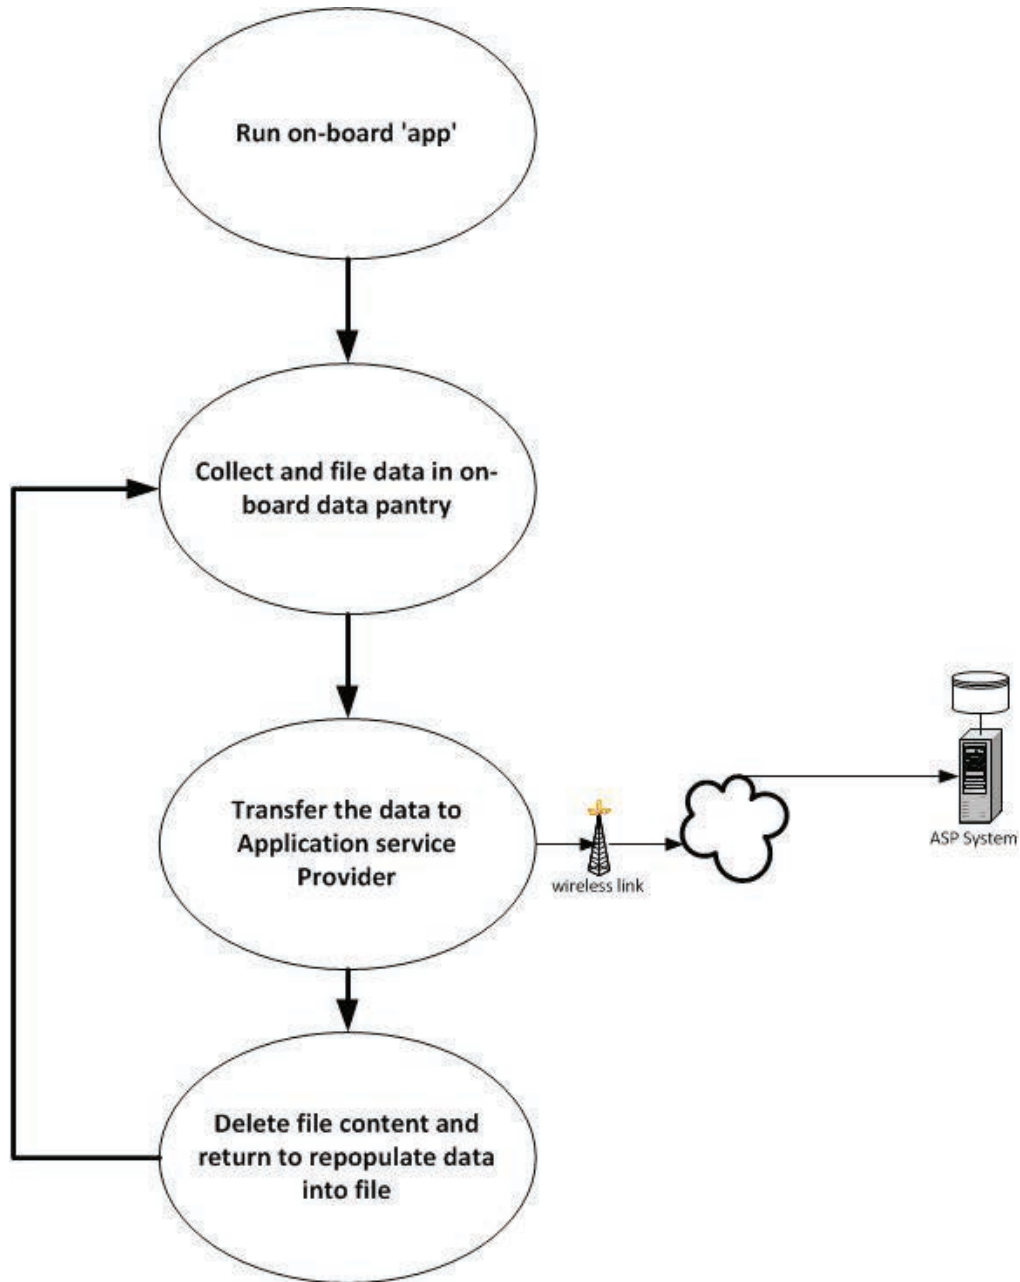 Run on-board 'app'
Collect and file data in on-
board data pantry
Transfer the data to
Application service
Provider
wireless link
ASP System
Delete file content and
return to repopulate data
into file